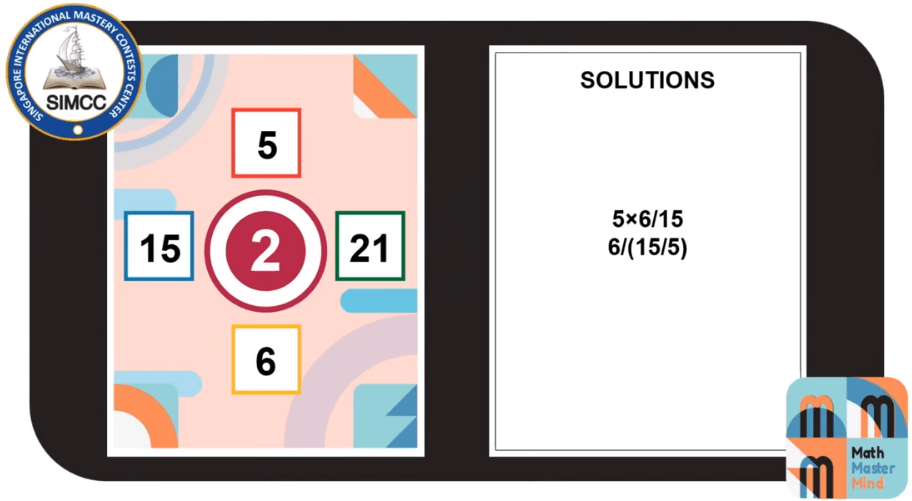 SINGAPORE INTERNATIONAL MASTERY CONTESTS CENTER
SIMCC
5
15
2
21
6
SOLUTIONS
5×6/15
6/(15/5)
Math
Master
Mind